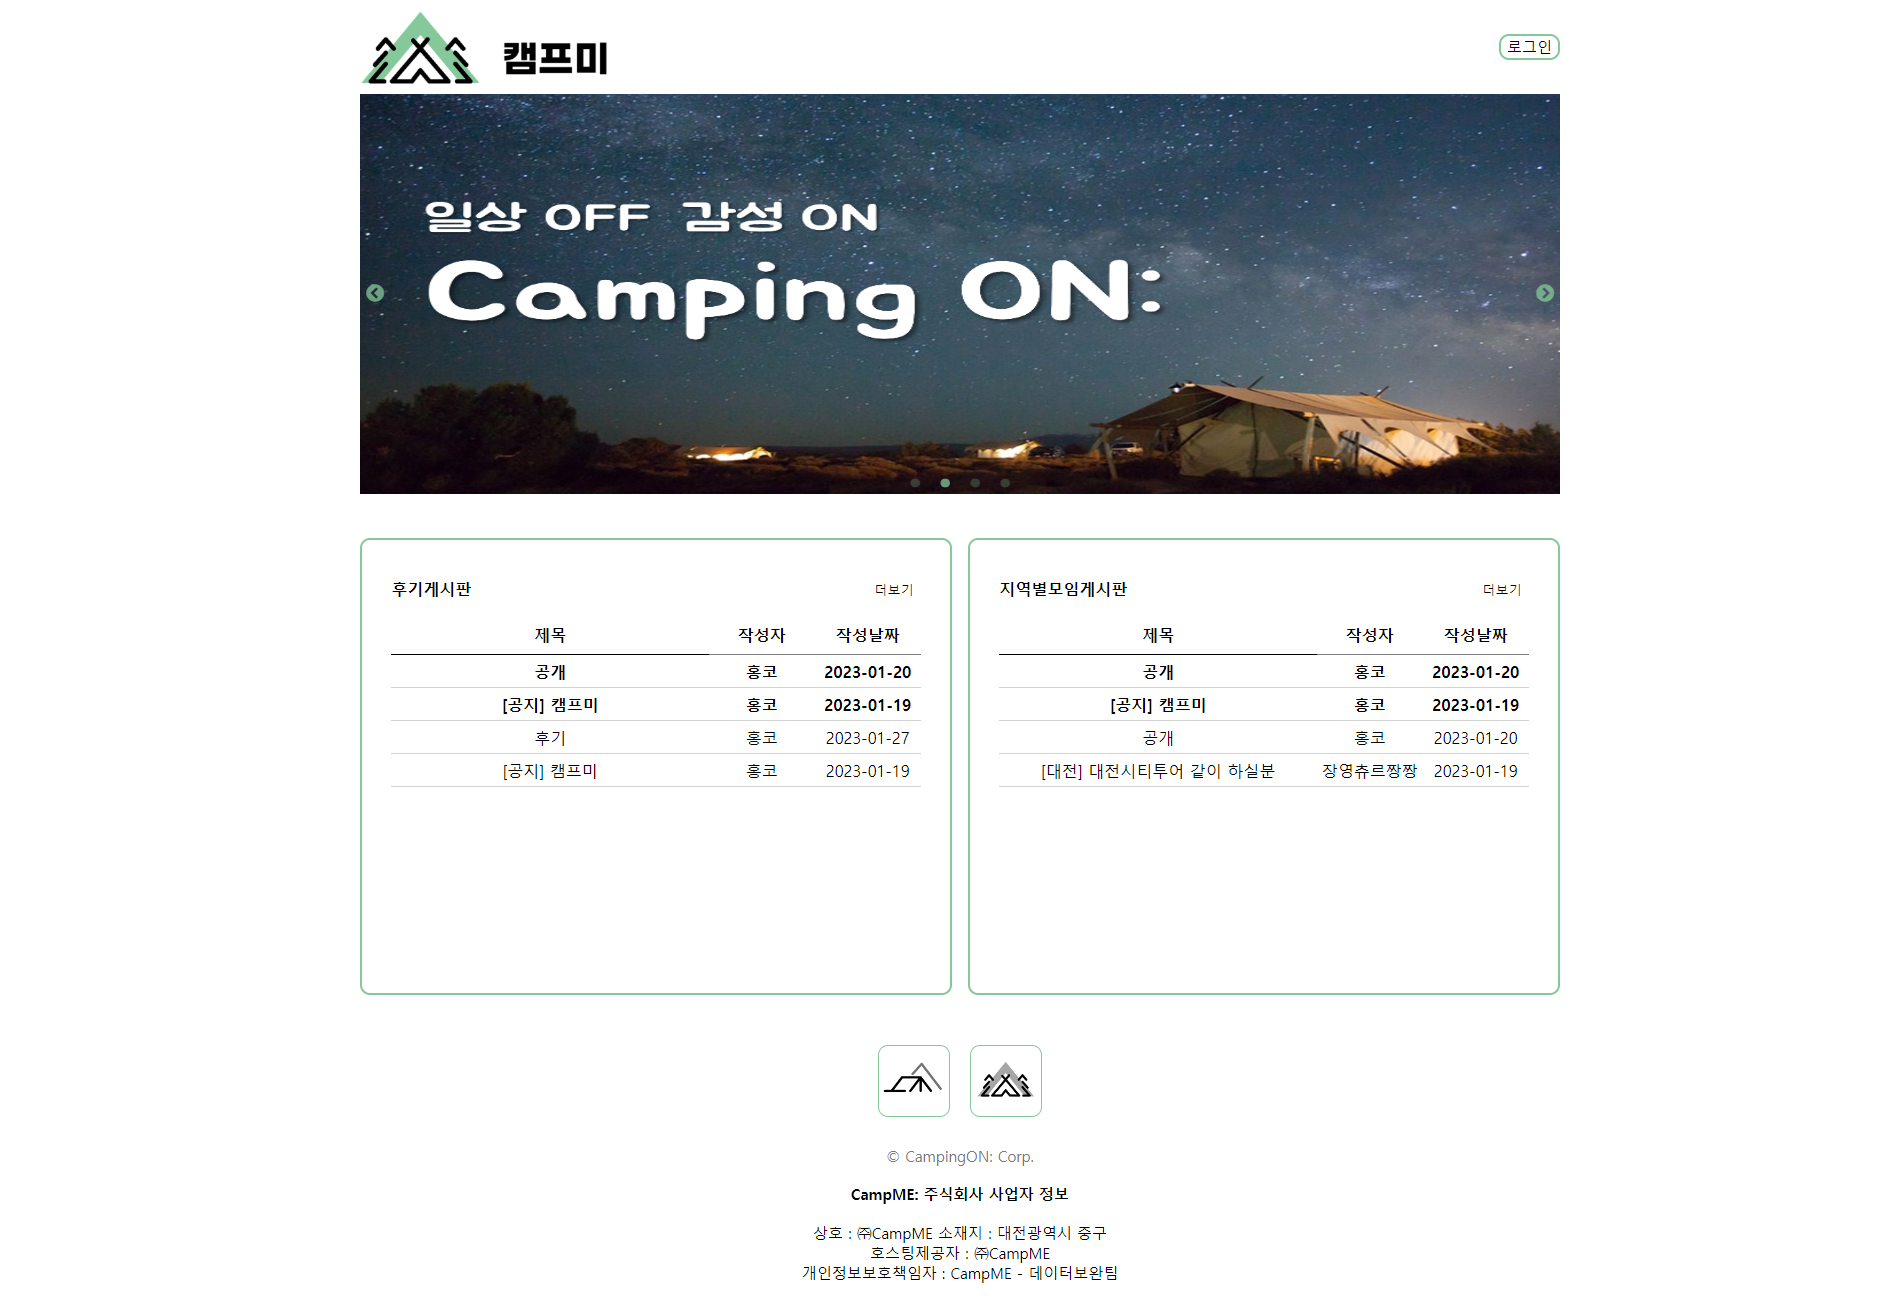 캠프미
로그인
일상 OFF 감성 ON
Camping ON:
후기게시판 더보기
제목 작성자 작성날짜
공개 홍코 2023-01-20
[공지] 캠프미 홍코 2023-01-19
후기 홍코 2023-01-27
[공지] 캠프미 홍코 2023-01-19
지역별모임게시판 더보기
제목 작성자 작성날짜
공개 홍코 2023-01-20
[공지] 캠프미 홍코 2023-01-19
공개 홍코 2023-01-20
[대전] 대전시티투어 같이 하실분 장영츄르짱짱 2023-01-19
© CampingON: Corp.
CampME: 주식회사 사업자 정보
상호 : ㈜CampME 소재지 : 대전광역시 중구
호스팅제공자 : ㈜CampME
개인정보보호책임자 : CampME - 데이터보완팀